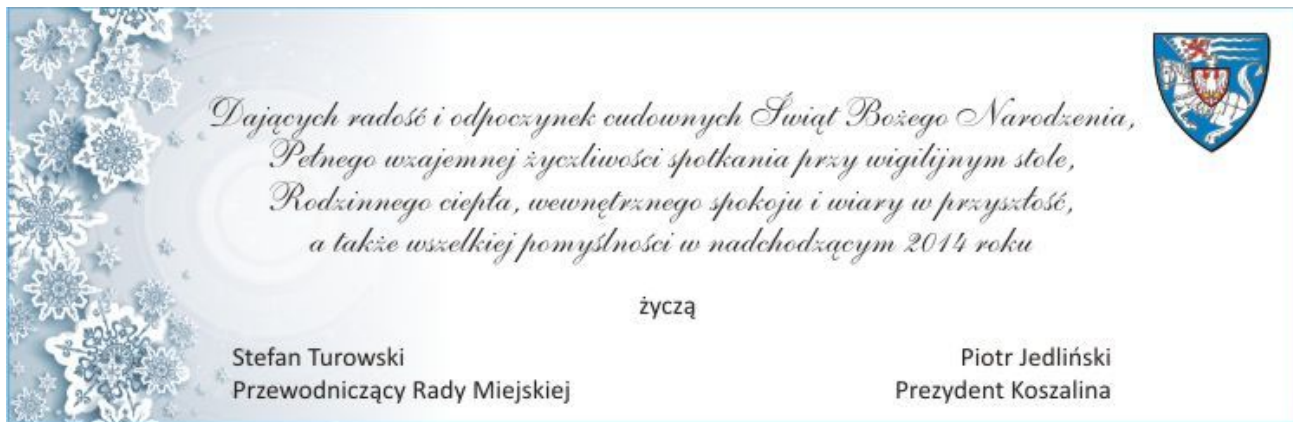 Dających radość i odpoczynek cudownych Świąt Bożego Narodzenia,
Pełnego wzajemnej życzliwości spotkania przy wigilijnym stole,
Rodzinnego ciepła, wewnętrznego spokoju i wiary w przyszłość,
a także wszelkiej pomyślności w nadchodzącym 2014 roku
życzą
Stefan Turowski
Przewodniczący Rady Miejskiej
Piotr Jedliński
Prezydent Koszalina